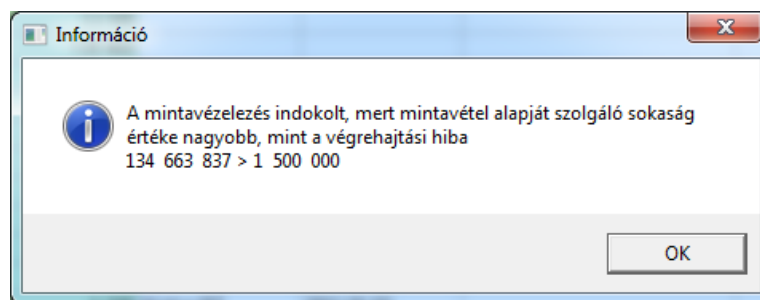 Információ
A mintavézelezés indokolt, mert mintavétel alapját szolgáló sokaság
értéke nagyobb, mint a végrehajtási hiba
134 663 837 > 1 500 000
OK